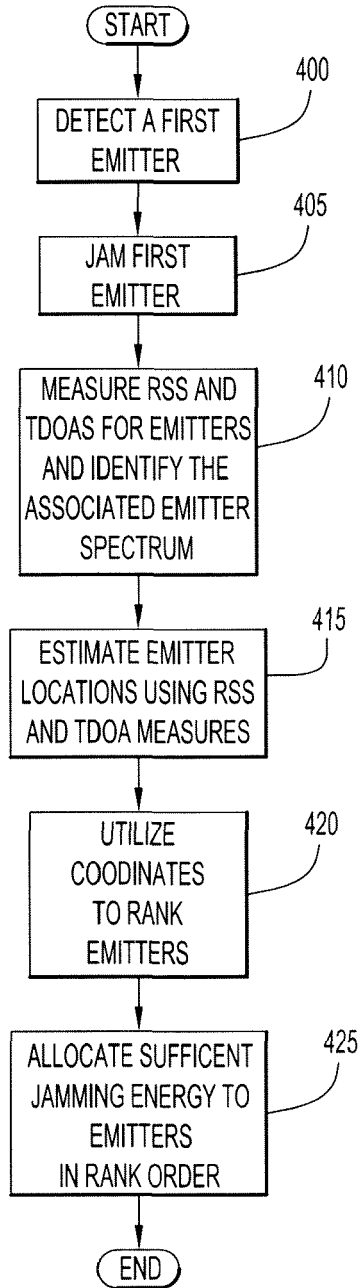 START
400
DETECT A FIRST
EMITTER
405
JAM FIRST
EMITTER
410
MEASURE RSS AND
TDOAS FOR EMITTERS
AND IDENTIFY THE
ASSOCIATED EMITTER
SPECTRUM
415
ESTIMATE EMITTER
LOCATIONS USING RSS
AND TDOA MEASURES
420
UTILIZE
COODINATES
TO RANK
EMITTERS
425
ALLOCATE SUFFICENT
JAMMING ENERGY TO
EMITTERS
IN RANK ORDER
END